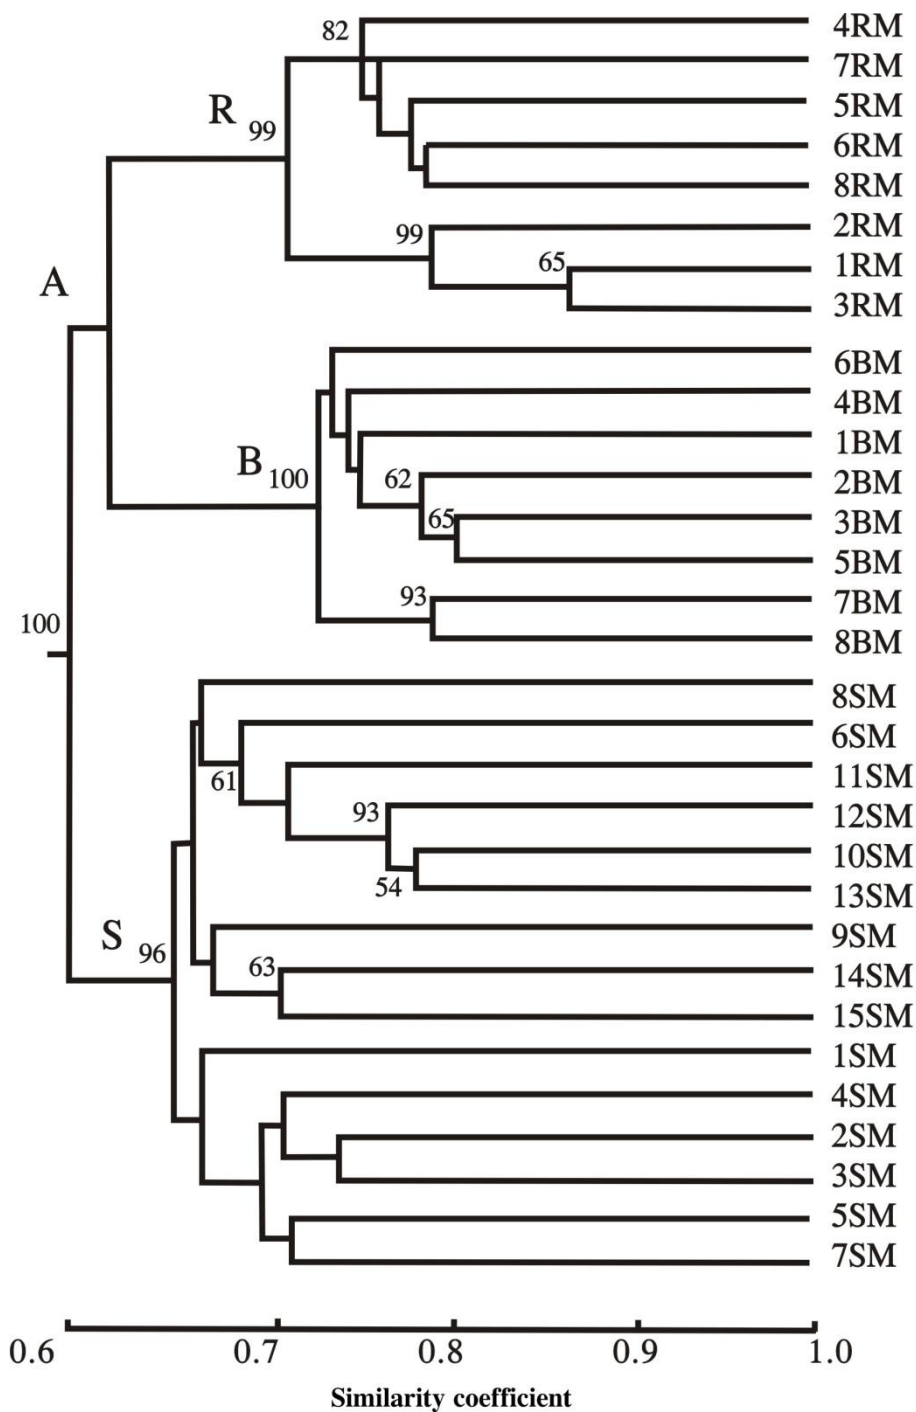 82
4RM
7RM
R
99
5RM
6RM
8RM
99
2RM
65
1RM
3RM
A
6BM
4BM
1BM
B
100
62
2BM
65
3BM
5BM
93
7BM
8BM
100
8SM
6SM
61
11SM
93
12SM
10SM
54
13SM
S
96
9SM
63
14SM
15SM
1SM
4SM
2SM
3SM
5SM
7SM
0.6 0.7 0.8 0.9 1.0
Similarity coefficient